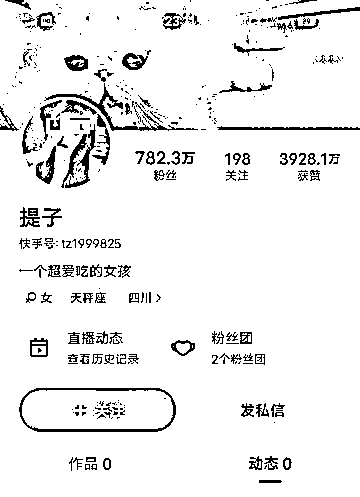 782.3万 198 3928.1万
粉丝 关注 获赞
提子
快手号: tz1999825
一个超爱吃的女孩
女 天秤座 四川 >
直播动态 粉丝团
查看历史记录 2个粉丝团
+ 关注 发私信
作品 0 动态 0